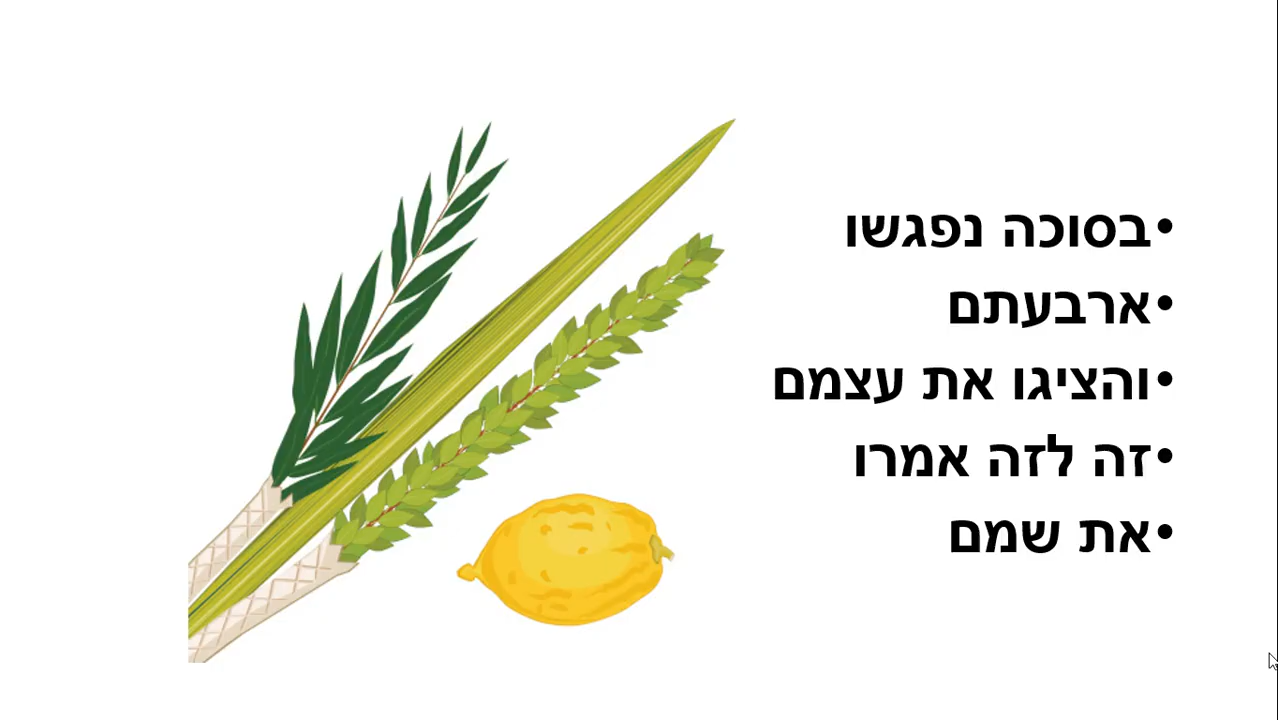 •בסוכה נפגשו
•ארבעתם
•והציגו את עצמם
•זה לזה אמרו
•את שמם